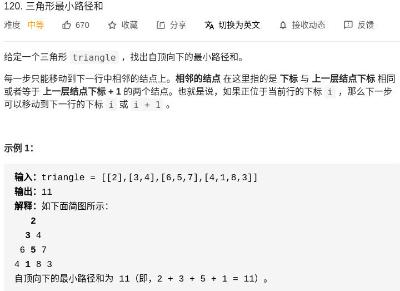 120. 三角形最小路径和
难度 中等 670 收藏 分享 切换为英文 接收动态 反馈
给定一个三角形 triangle ，找出自顶向下的最小路径和。
每一步只能移动到下一行中相邻的结点上。相邻的结点 在这里指的是 下标 与 上一层结点下标 相同
或者等于 上一层结点下标 + 1 的两个结点。也就是说，如果正位于当前行的下标 i ，那么下一步
可以移动到下一行的下标 i 或 i + 1 。
示例 1：
输入：triangle = [[2],[3,4],[6,5,7],[4,1,8,3]]
输出：11
解释：如下面简图所示：
2
3 4
6 5 7
4 1 8 3
自顶向下的最小路径和为 11（即，2 + 3 + 5 + 1 = 11）。